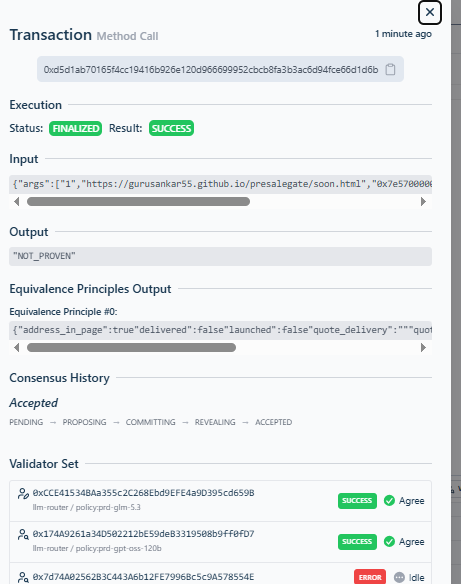 Transaction Method Call
1 minute ago
0xd5d1ab70165f4cc19416b926e120d966699952cbcb8fa3b3ac6d94fce66d1d6b
Execution
Status: FINALIZED Result: SUCCESS
Input
{"args":["1","https://gurusankar55.github.io/presalegate/soon.html","0x7e570000
Output
"NOT_PROVEN"
Equivalence Principles Output
Equivalence Principle #0:
{"address_in_page":true"delivered":false"launched":false"quote_delivery":"""quot
Consensus History
Accepted
PENDING → PROPOSING → COMMITTING → REVEALING → ACCEPTED
Validator Set
0xCCE41534BAa355c2C268Ebd9EFE4a9D395cd659B
SUCCESS Agree
llm-router / policy:prd-glm-5.3
0x174A9261a34D502212bE59deB3319508b9ff0fD7
SUCCESS Agree
llm-router / policy:prd-gpt-oss-120b
0x7d74A02562B3C443A6b12FE7996Bc5c9A578554E
ERROR Idle